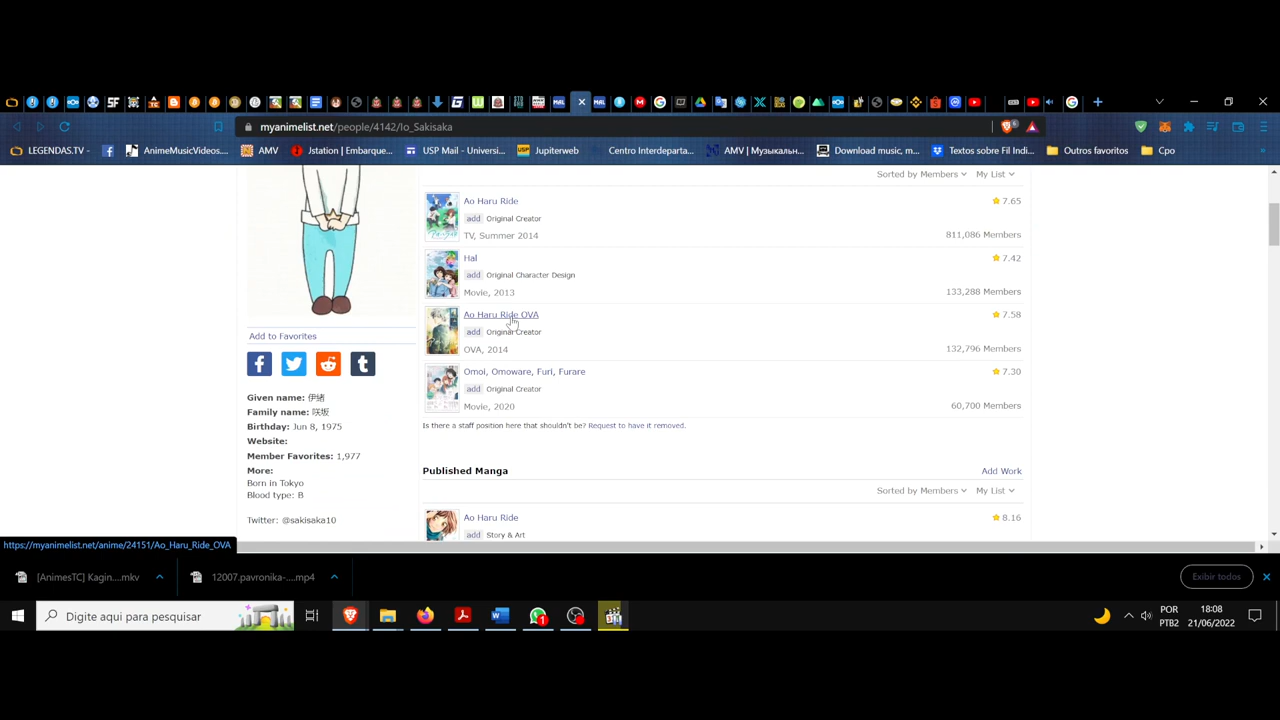 myanimelist.net/people/4142/Io_Sakisaka
LEGENDAS.TV -
AnimeMusicVideos...
AMV
Jstation | Embarque...
USP Mail - Universi...
Jupiterweb
Centro Interdeparta...
AMV | Музыкальн...
Download music, m...
Textos sobre Fil Indi...
Outros favoritos
Cpo
Sorted by Members
My List
Ao Haru Ride
7.65
add Original Creator
TV, Summer 2014
811,086 Members
Hal
7.42
add Original Character Design
Movie, 2013
133,288 Members
Ao Haru Ride OVA
7.58
add Original Creator
OVA, 2014
132,796 Members
Omoi, Omoware, Furi, Furare
7.30
add Original Creator
Movie, 2020
60,700 Members
Is there a staff position here that shouldn't be? Request to have it removed.
Add to Favorites
Given name: 伊緒
Family name: 咲坂
Birthday: Jun 8, 1975
Website:
Member Favorites: 1,977
More:
Born in Tokyo
Blood type: B
Twitter: @sakisaka10
Published Manga
Add Work
Sorted by Members
My List
Ao Haru Ride
8.16
add Story & Art
https://myanimelist.net/anime/24151/Ao_Haru_Ride_OVA
[AnimesTC] Kagin....mkv
12007.pavronika-....mp4
Exibir todos
Digite aqui para pesquisar
1
POR
PTB2
18:08
21/06/2022